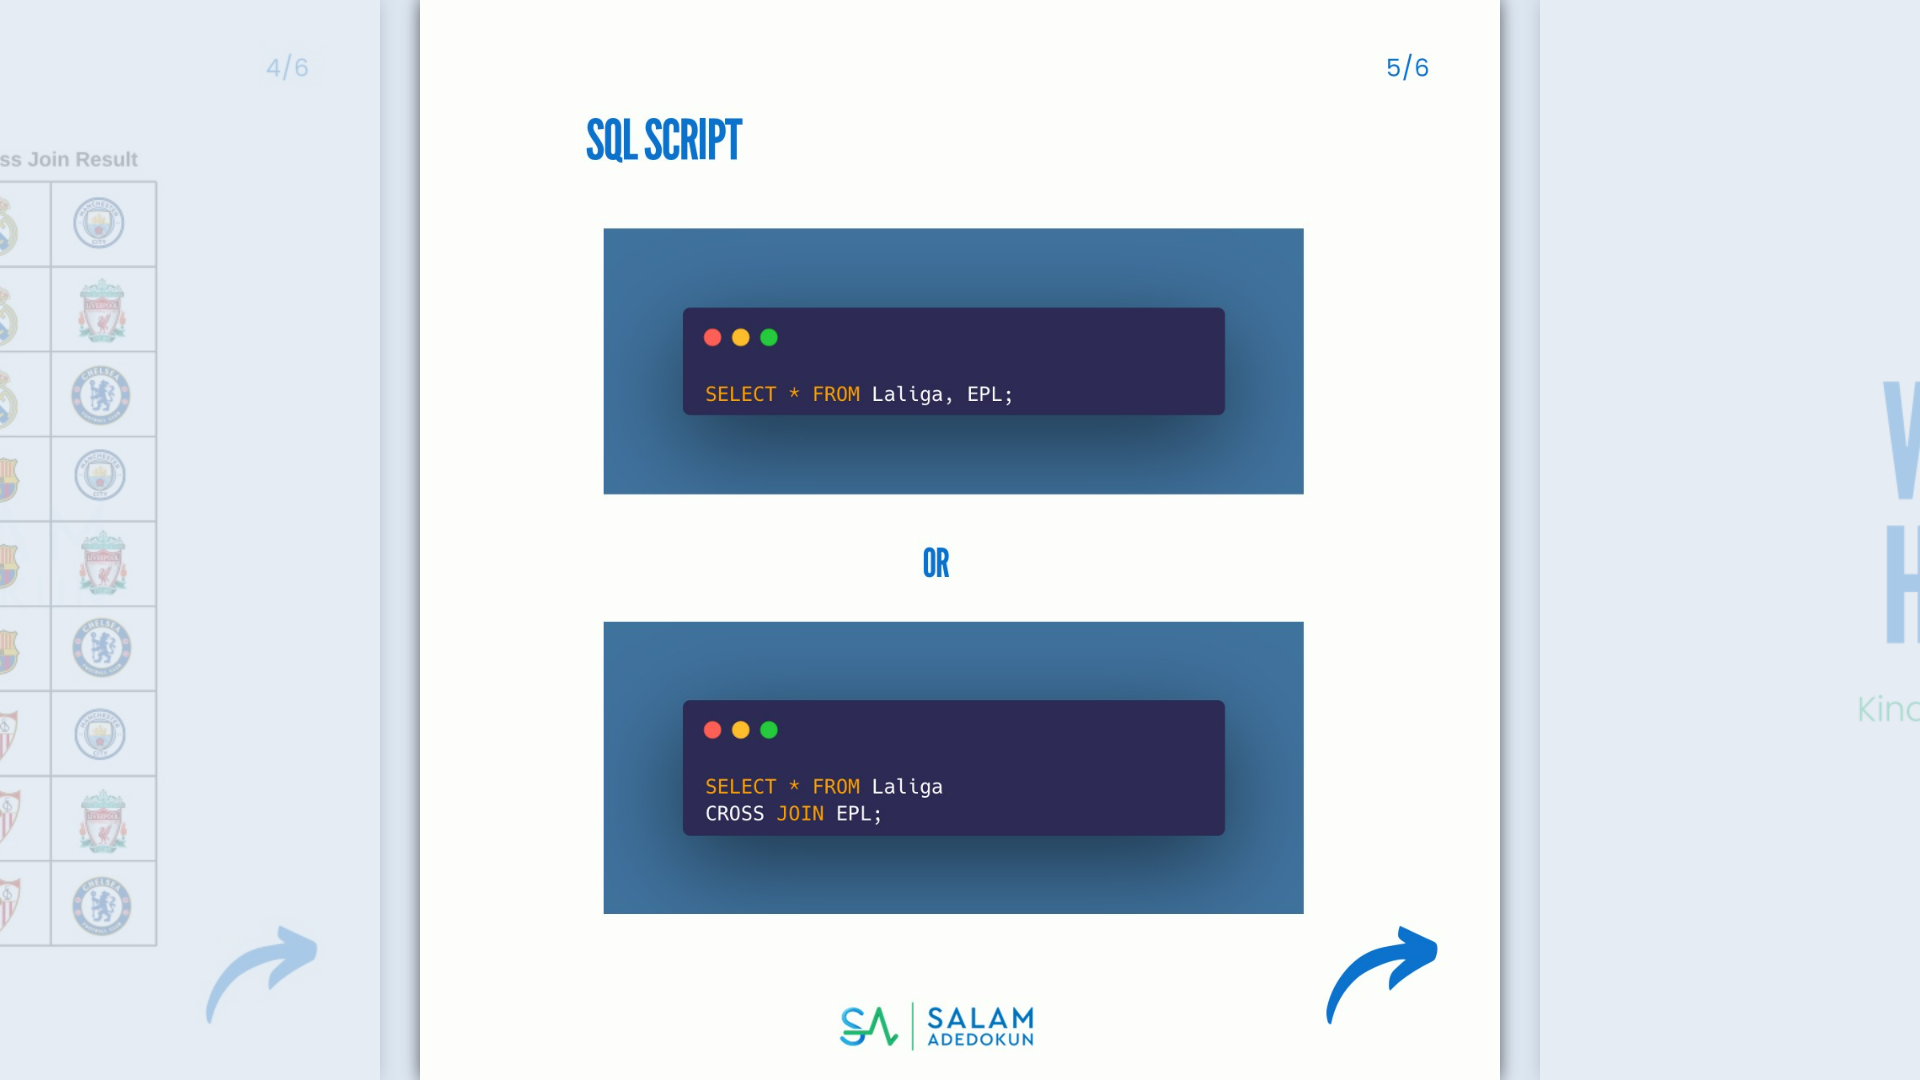 4/6
ss Join Result
5/6
SQL SCRIPT
SELECT * FROM Laliga, EPL;
OR
SELECT * FROM Laliga
CROSS JOIN EPL;
SALAM
ADEDOKUN